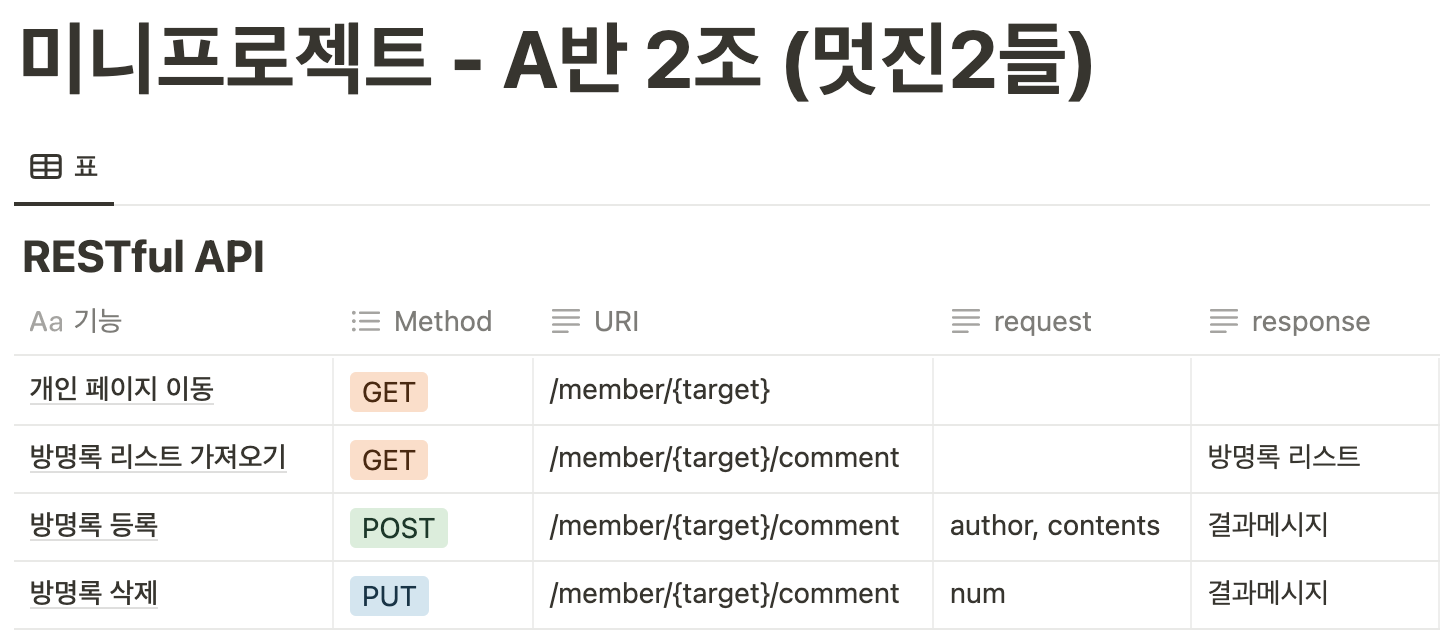 미니프로젝트 - A반 2조 (멋진2들)
표
RESTful API
Aa 기능 Method URI request response
개인 페이지 이동 GET /member/{target}
방명록 리스트 가져오기 GET /member/{target}/comment 방명록 리스트
방명록 등록 POST /member/{target}/comment author, contents 결과메시지
방명록 삭제 PUT /member/{target}/comment num 결과메시지